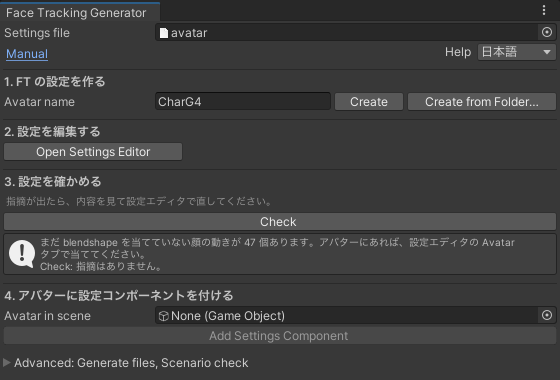 Face Tracking Generator
Settings file
avatar
Manual
Help
日本語
1. FT の設定を作る
Avatar name
CharG4
Create
Create from Folder...
2. 設定を編集する
Open Settings Editor
3. 設定を確かめる
指摘が出たら、内容を見て設定エディタで直してください。
Check
まだ blendshape を当てていない顔の動きが 47 個あります。アバターにあれば、設定エディタの Avatar
タブで当ててください。
Check: 指摘はありません。
4. アバターに設定コンポーネントを付ける
Avatar in scene
None (Game Object)
Add Settings Component
Advanced: Generate files, Scenario check